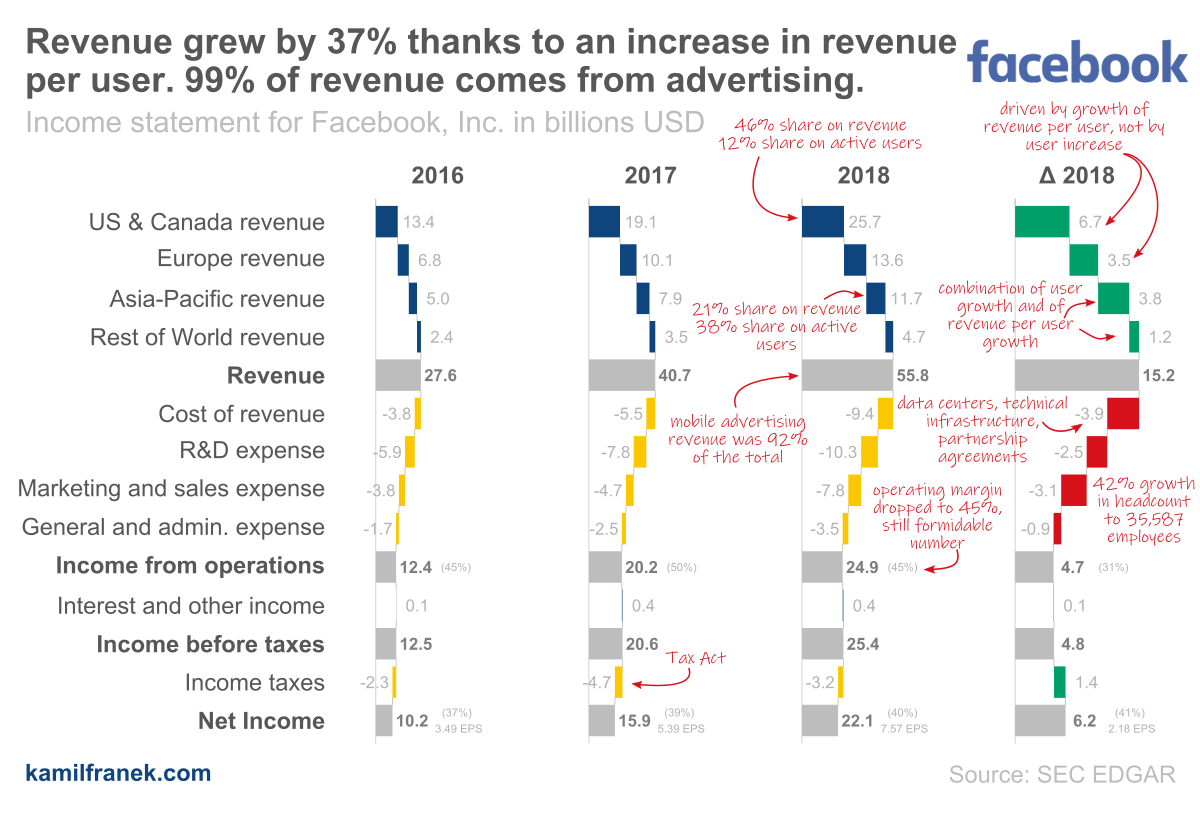 Revenue grew by 37% thanks to an increase in revenue
per user. 99% of revenue comes from advertising.
facebook
Income statement for Facebook, Inc. in billions USD
46% share on revenue
12% share on active users
driven by growth of
revenue per user, not by
user increase
2016 2017 2018 Δ 2018
US & Canada revenue 13.4 19.1 25.7 6.7
Europe revenue 6.8 10.1 13.6 3.5
Asia-Pacific revenue 5.0 7.9 11.7 3.8
21% share on revenue
38% share on active
users
combination of user
growth and of
revenue per user
growth
Rest of World revenue 2.4 3.5 4.7 1.2
Revenue 27.6 40.7 55.8 15.2
mobile advertising
revenue was 92%
of the total
Cost of revenue -3.8 -5.5 -9.4 -3.9
data centers, technical
infrastructure,
partnership
agreements
R&D expense -5.9 -7.8 -10.3 -2.5
Marketing and sales expense -3.8 -4.7 -7.8 -3.1
operating margin
dropped to 45%,
still formidable
number
42% growth
in headcount
to 35,587
employees
General and admin. expense -1.7 -2.5 -3.5 -0.9
Income from operations 12.4 (45%) 20.2 (50%) 24.9 (45%) 4.7 (31%)
Interest and other income 0.1 0.4 0.4 0.1
Income before taxes 12.5 20.6 25.4 4.8
Tax Act
Income taxes -2.3 -4.7 -3.2 1.4
Net Income 10.2 (37%) 3.49 EPS 15.9 (39%) 5.39 EPS 22.1 (40%) 7.57 EPS 6.2 (41%) 2.18 EPS
kamilfranek.com
Source: SEC EDGAR